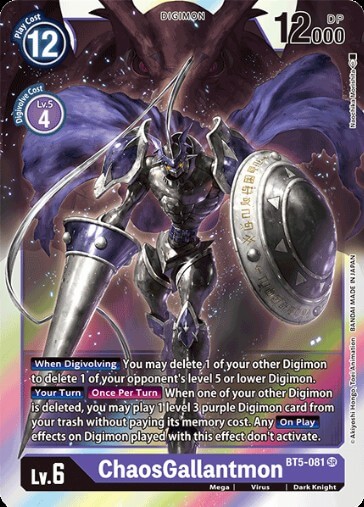 Play Cost
12
DIGIMON
12000
DP
Digivolve Cost
Lv.5
4
When Digivolving You may delete 1 of your other Digimon
to delete 1 of your opponent's level 5 or lower Digimon.
Your Turn Once Per Turn When one of your other Digimon
is deleted, you may play 1 level 3 purple Digimon card from
your trash without paying its memory cost. Any On Play
effects on Digimon played with this effect don't activate.
Lv.6
ChaosGallantmon
BT5-081 SR
Mega | Virus | Dark Knight
©Akiyoshi Hongo, Toei Animation BANDAI MADE IN JAPAN